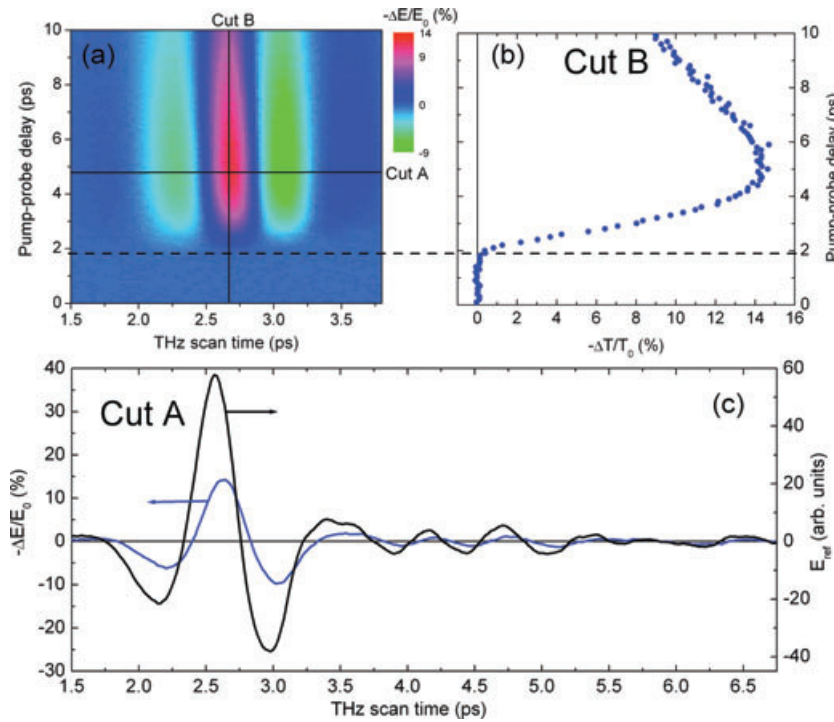 Cut B
-ΔE/E0 (%)
(a)
10
8
6
4
2
0
Pump-probe delay (ps)
14
9
0
-9
Cut A
1.5 2.0 2.5 3.0 3.5
THz scan time (ps)
(b)
Cut B
10
8
6
4
2
0
Pump-probe delay (ps)
0 2 4 6 8 10 12 14 16
-ΔT/T0 (%)
Cut A
(c)
40
30
20
10
0
-10
-20
-30
-ΔE/E0 (%)
60
40
20
0
-20
-40
Eref (arb. units)
1.5 2.0 2.5 3.0 3.5 4.0 4.5 5.0 5.5 6.0 6.5
THz scan time (ps)